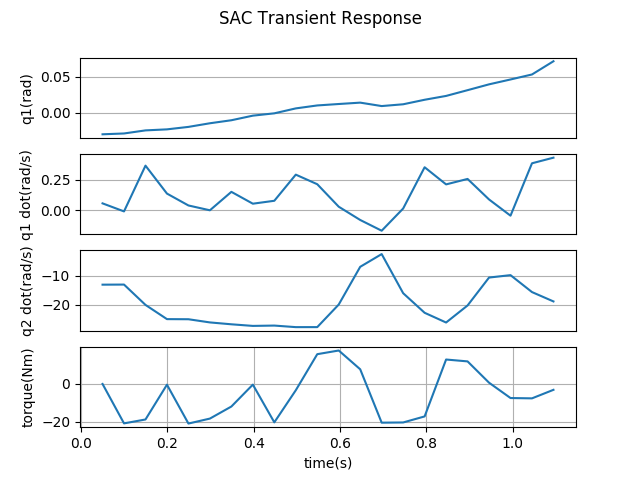 SAC Transient Response
q1(rad)
0.05
0.00
q1 dot(rad/s)
0.25
0.00
q2 dot(rad/s)
−10
−20
torque(Nm)
0
−20
0.0 0.2 0.4 0.6 0.8 1.0
time(s)